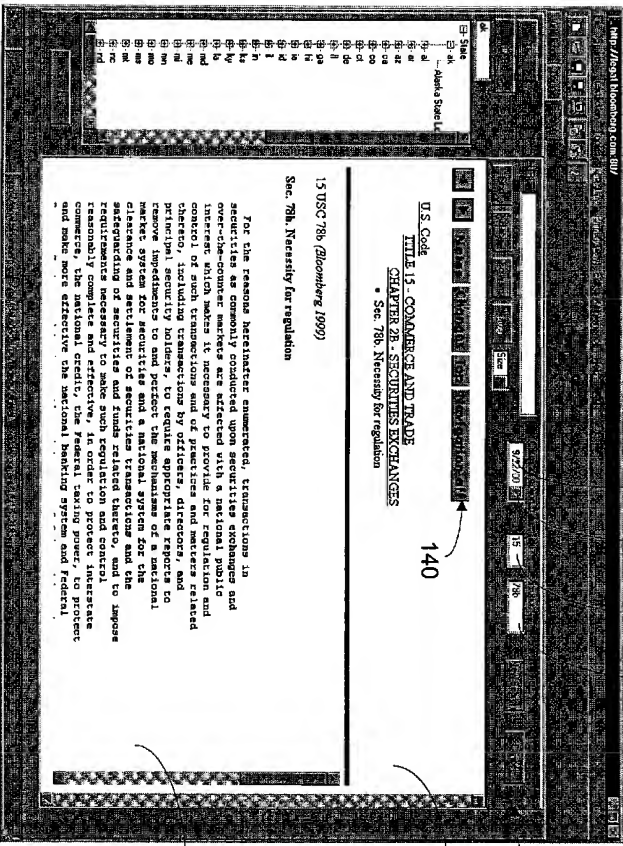 http://legal.bloomberg.com:80/
Size
9/22/00
15
78b
ak
State
ak
Alaska State Le
al
ar
az
ca
co
ct
de
fl
ga
hi
ia
id
il
in
ks
ky
la
md
me
mi
mn
mo
ms
mt
nc
nd
140
U.S. Code
TITLE 15 - COMMERCE AND TRADE
CHAPTER 2B - SECURITIES EXCHANGES
Sec. 78b. Necessity for regulation
15 USC 78b (Bloomberg 1999)
Sec. 78b. Necessity for regulation
For the reasons hereinafter enumerated, transactions in
securities as commonly conducted upon securities exchanges and
over-the-counter markets are affected with a national public
interest which makes it necessary to provide for regulation and
control of such transactions and of practices and matters related
thereto, including transactions by officers, directors, and
principal security holders, to require appropriate reports to
remove impediments to and perfect the mechanisms of a national
market system for securities and a national system for the
clearance and settlement of securities transactions and the
safeguarding of securities and funds related thereto, and to impose
requirements necessary to make such regulation and control
reasonably complete and effective, in order to protect interstate
commerce, the national credit, the Federal taxing power, to protect
and make more effective the national banking system and Federal